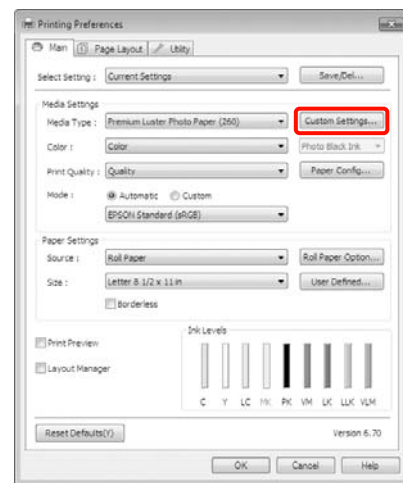 Printing Preferences
Main Page Layout Utility
Select Setting : Current Settings Save/Del...
Media Settings
Media Type : Premium Luster Photo Paper (260) Custom Settings...
Color : Color Photo Black Ink
Print Quality : Quality Paper Config...
Mode : Automatic Custom
EPSON Standard (sRGB)
Paper Settings
Source : Roll Paper Roll Paper Option...
Size : Letter 8 1/2 x 11 in User Defined...
Borderless
Ink Levels
Print Preview
Layout Manager
C Y LC MK PK VM LK LLK VLM
Reset Defaults(Y) Version 6.70
OK Cancel Help